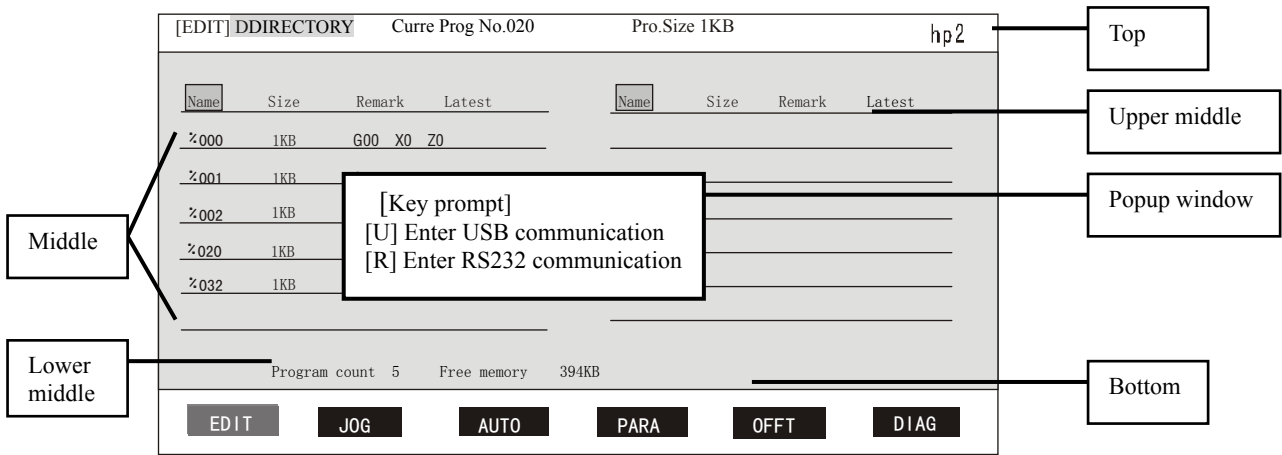 [EDIT] DDIRECTORY Curre Prog No.020 Pro.Size 1KB hp2
Top
Name Size Remark Latest Name Size Remark Latest
Upper middle
%000 1KB G00 X0 Z0
%001 1KB
[Key prompt]
Popup window
%002 1KB
[U] Enter USB communication
Middle
%020 1KB
[R] Enter RS232 communication
%032 1KB
Lower
middle
Program count 5 Free memory 394KB
Bottom
EDIT JOG AUTO PARA OFFT DIAG